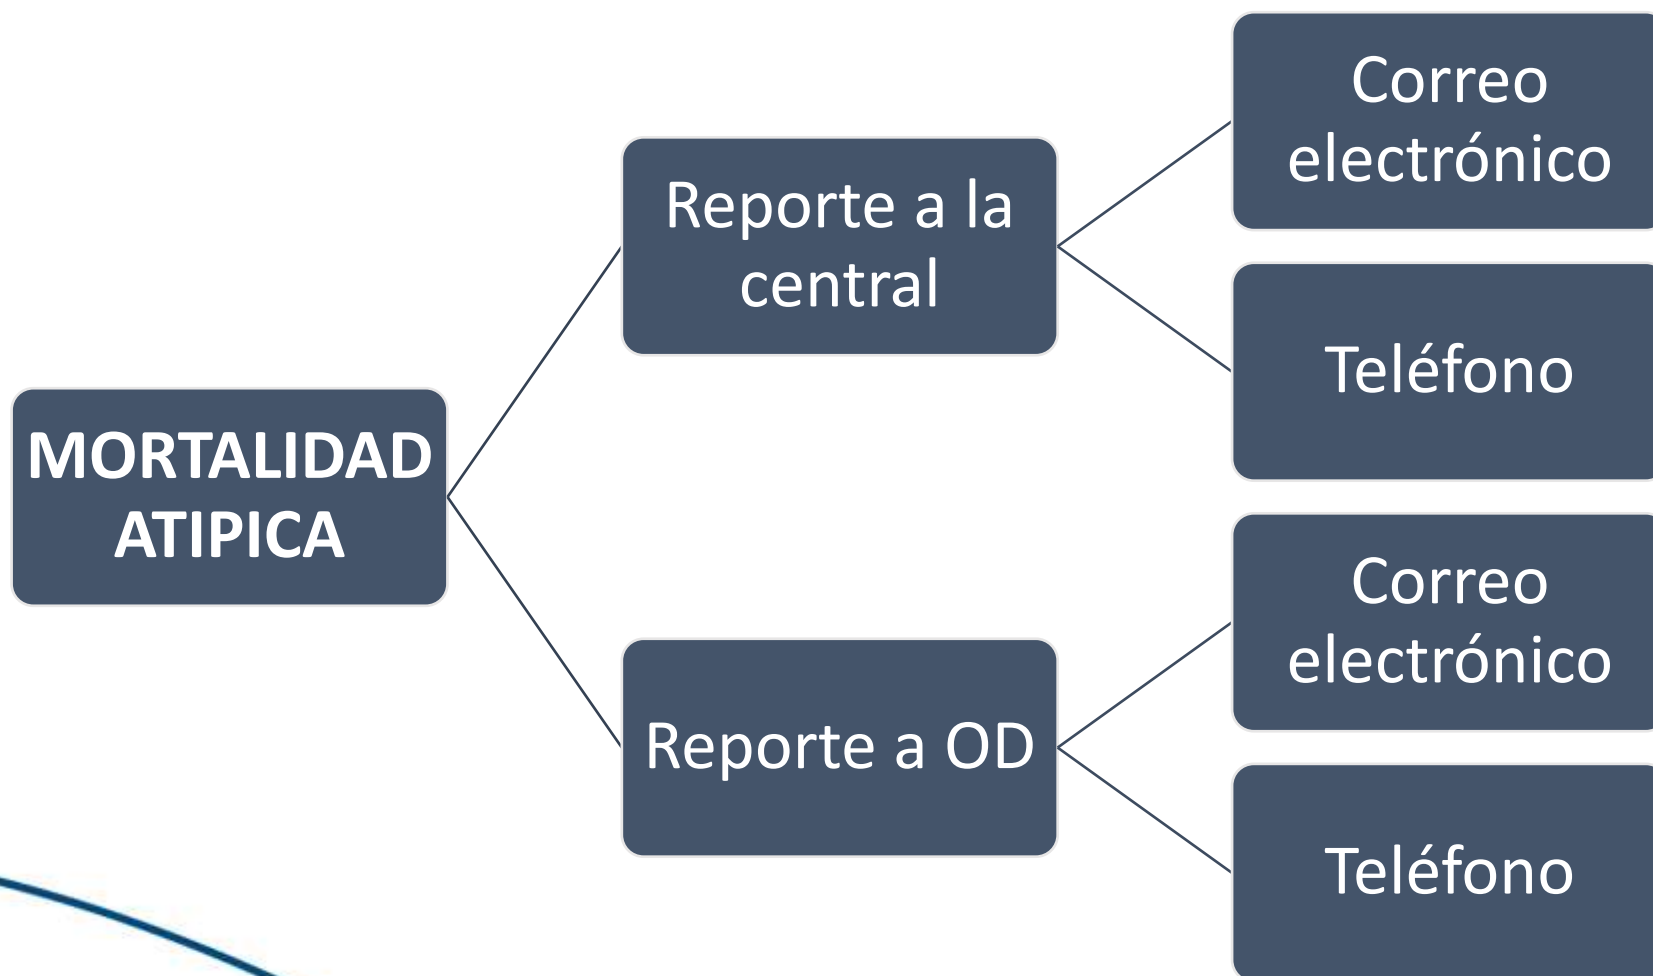 MORTALIDAD
ATIPICA
Reporte a la
central
Correo
electrónico
Teléfono
Reporte a OD
Correo
electrónico
Teléfono